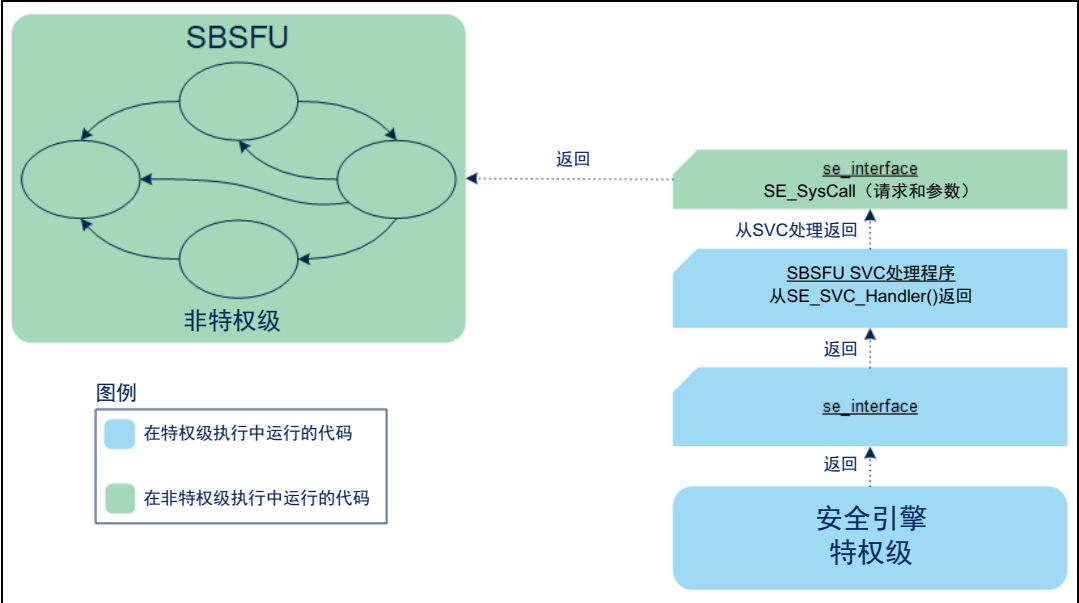 SBSFU
非特权级
返回
se_interface
SE_SysCall（请求和参数）
从SVC处理返回
SBSFU SVC处理程序
从SE_SVC_Handler()返回
返回
se_interface
返回
安全引擎
特权级
图例
在特权级执行中运行的代码
在非特权级执行中运行的代码